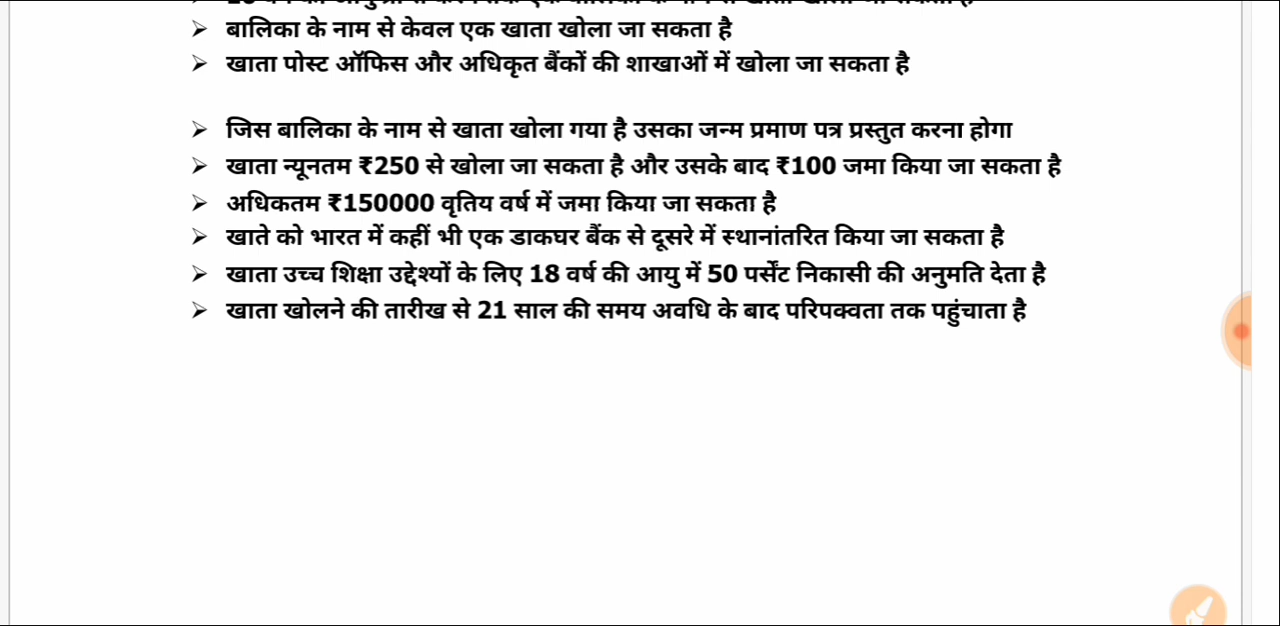 ➢ बालिका के नाम से केवल एक खाता खोला जा सकता है
➢ खाता पोस्ट ऑफिस और अधिकृत बैंकों की शाखाओं में खोला जा सकता है
➢ जिस बालिका के नाम से खाता खोला गया है उसका जन्म प्रमाण पत्र प्रस्तुत करना होगा
➢ खाता न्यूनतम ₹250 से खोला जा सकता है और उसके बाद ₹100 जमा किया जा सकता है
➢ अधिकतम ₹150000 वृतिय वर्ष में जमा किया जा सकता है
➢ खाते को भारत में कहीं भी एक डाकघर बैंक से दूसरे में स्थानांतरित किया जा सकता है
➢ खाता उच्च शिक्षा उद्देश्यों के लिए 18 वर्ष की आयु में 50 पर्सेंट निकासी की अनुमति देता है
➢ खाता खोलने की तारीख से 21 साल की समय अवधि के बाद परिपक्वता तक पहुंचाता है